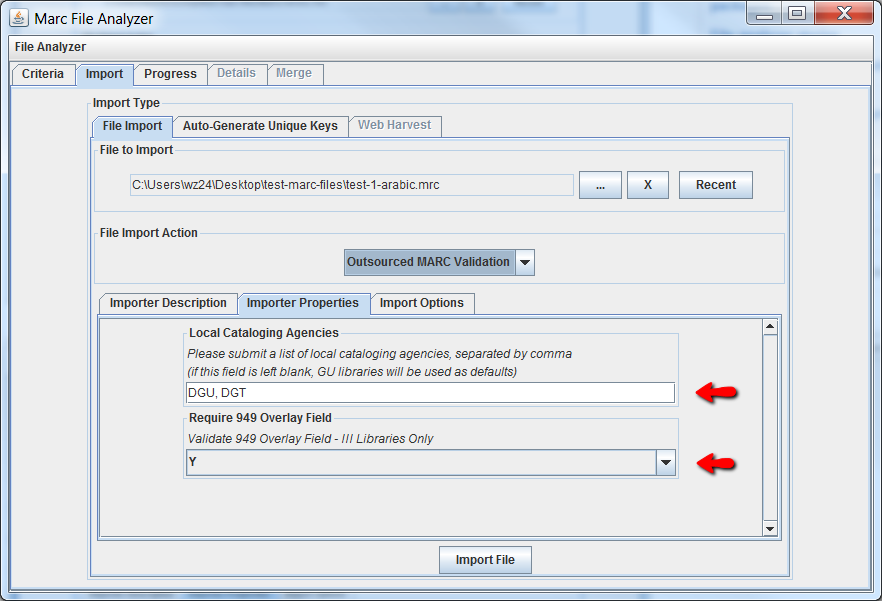 Marc File Analyzer
File Analyzer
Criteria Import Progress Details Merge
Import Type
File Import Auto-Generate Unique Keys Web Harvest
File to Import
C:\Users\wz24\Desktop\test-marc-files\test-1-arabic.mrc ... X Recent
File Import Action
Outsourced MARC Validation
Importer Description Importer Properties Import Options
Local Cataloging Agencies
Please submit a list of local cataloging agencies, separated by comma
(if this field is left blank, GU libraries will be used as defaults)
DGU, DGT
Require 949 Overlay Field
Validate 949 Overlay Field - III Libraries Only
Y
Import File